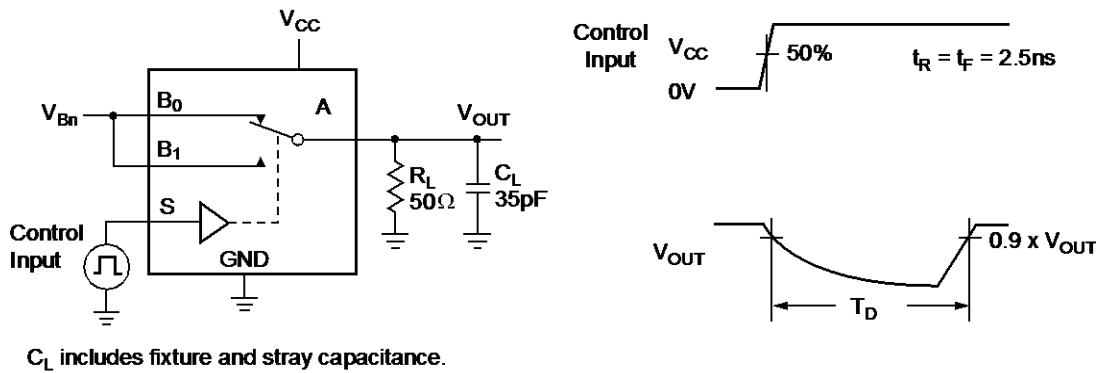 VCC
VBn
B0
A
VOUT
B1
S
RL
50Ω
CL
35pF
Control
Input
GND
CL includes fixture and stray capacitance.
Control
Input
VCC
50%
tR = tF = 2.5ns
0V
VOUT
0.9 x VOUT
TD